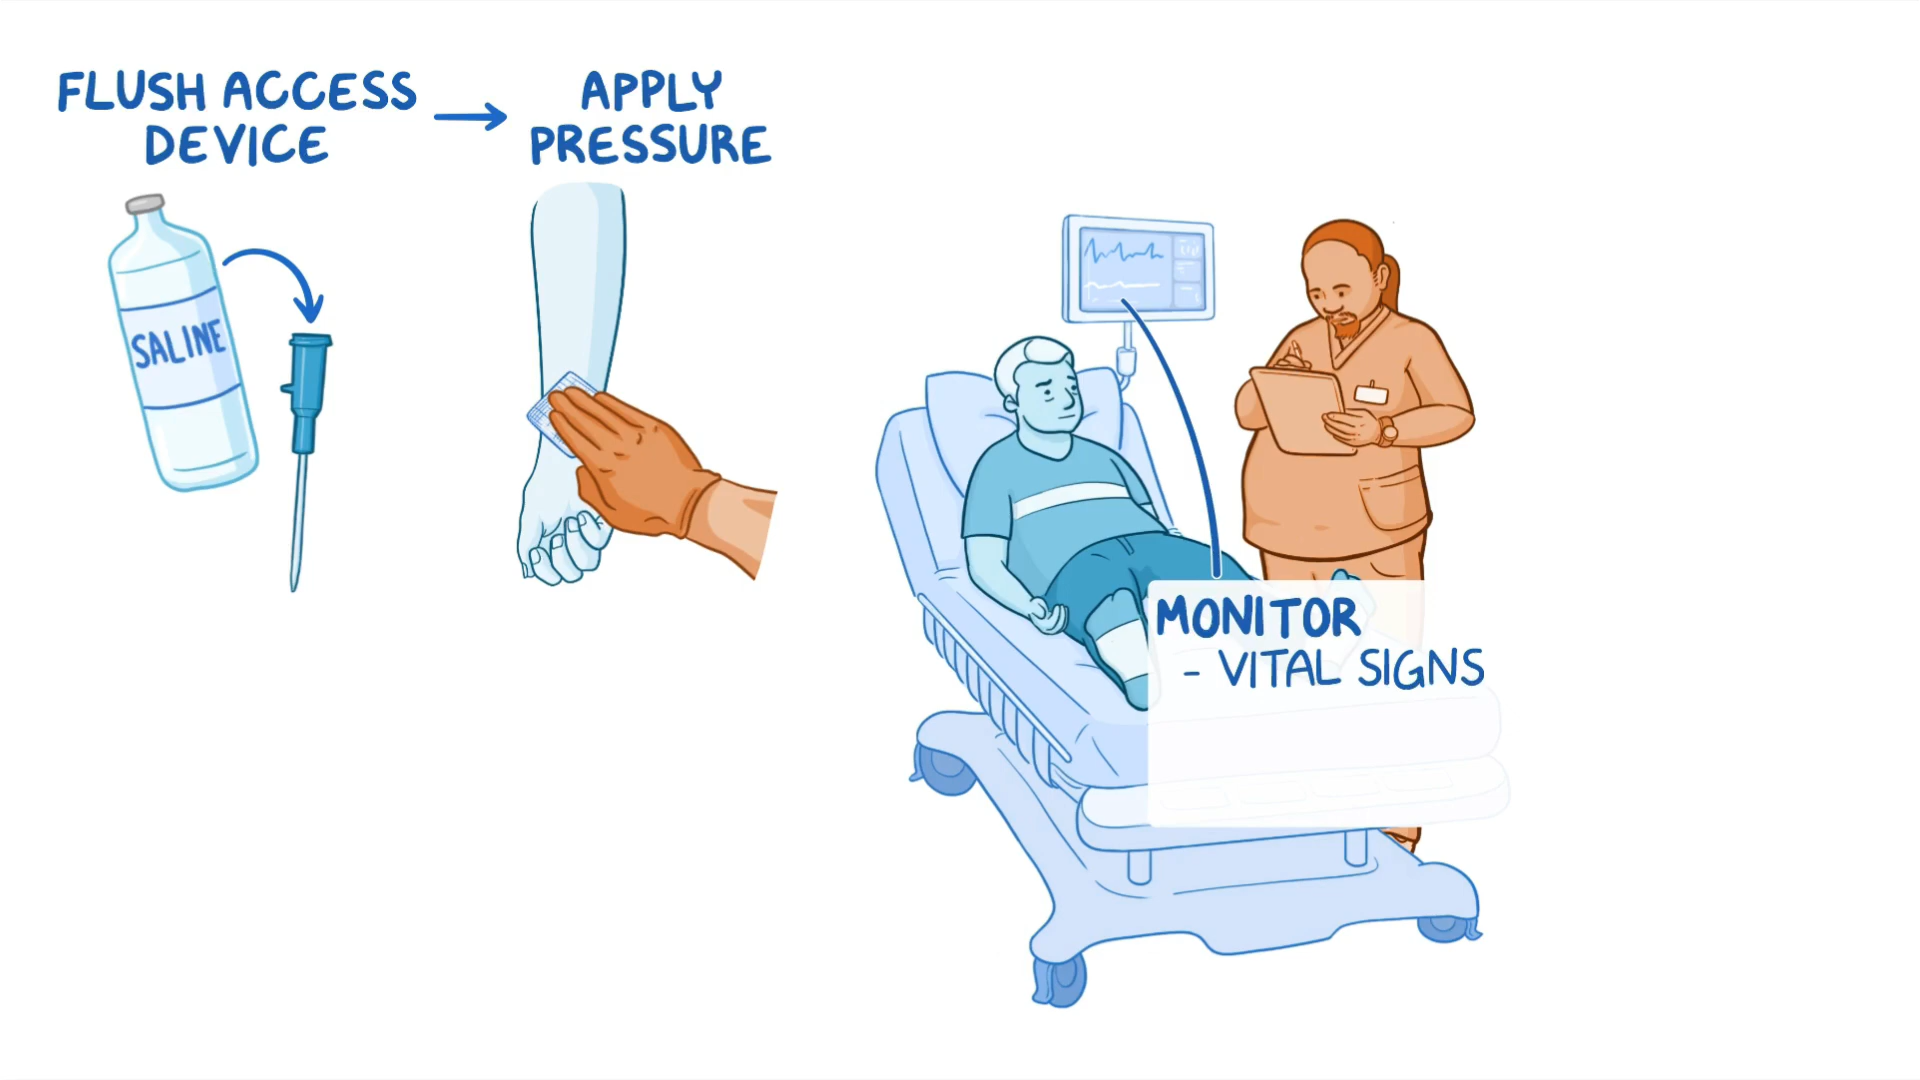 FLUSH ACCESS
DEVICE
APPLY
PRESSURE
SALINE
MONITOR
- VITAL SIGNS